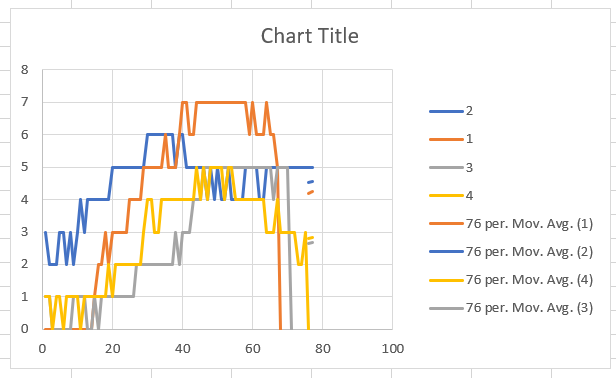 Chart Title
8
7
6
5
4
3
2
1
0
0 20 40 60 80 100
2
1
3
4
76 per. Mov. Avg. (1)
76 per. Mov. Avg. (2)
76 per. Mov. Avg. (4)
76 per. Mov. Avg. (3)